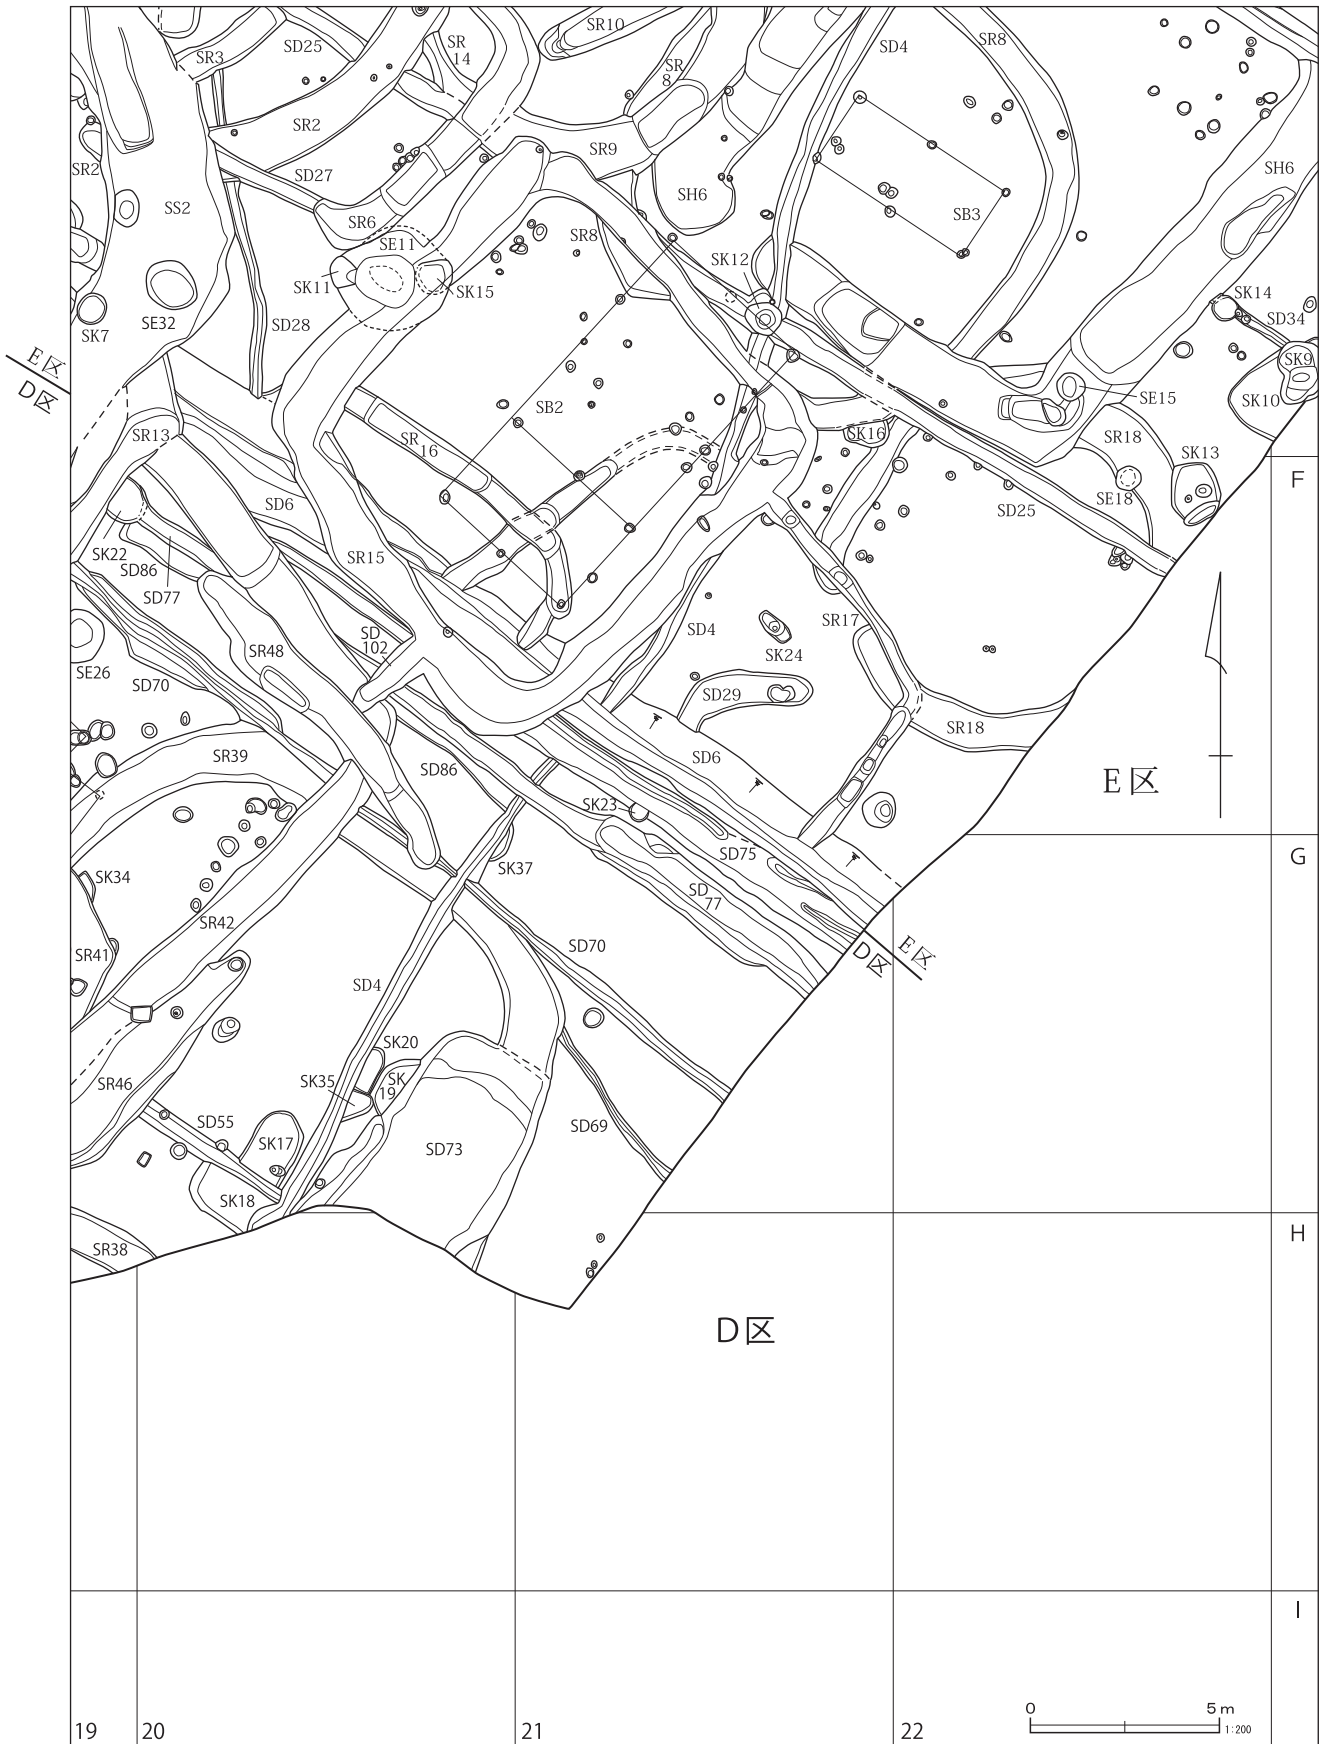 SR10
SD25
SR
14
SR3
SD4
SR8
SR
8
SR2
SR9
SR2
SD27
SH6
SH6
SS2
SB3
SR6
SR8
SE11
SK12
SK11
SK15
SK14
SE32
SD34
SK7
SD28
E区
D区
SK9
SE15
SK10
SB2
SR13
SR
16
SK16
SR18
SK13
F
SD6
SE18
SD25
SK22
SR15
SD86
SD77
SR17
SD4
SD
102
SK24
SR48
SE26
SD70
SD29
SR18
SR39
SD6
SD86
E区
SK23
SD75
G
SK37
SK34
SD
77
SR42
SD70
SR41
D区
E区
SD4
SK20
SK35
SK
19
SR46
SD55
SD69
SK17
SD73
SK18
H
SR38
D区
I
0
5m
19
20
21
22
1:200